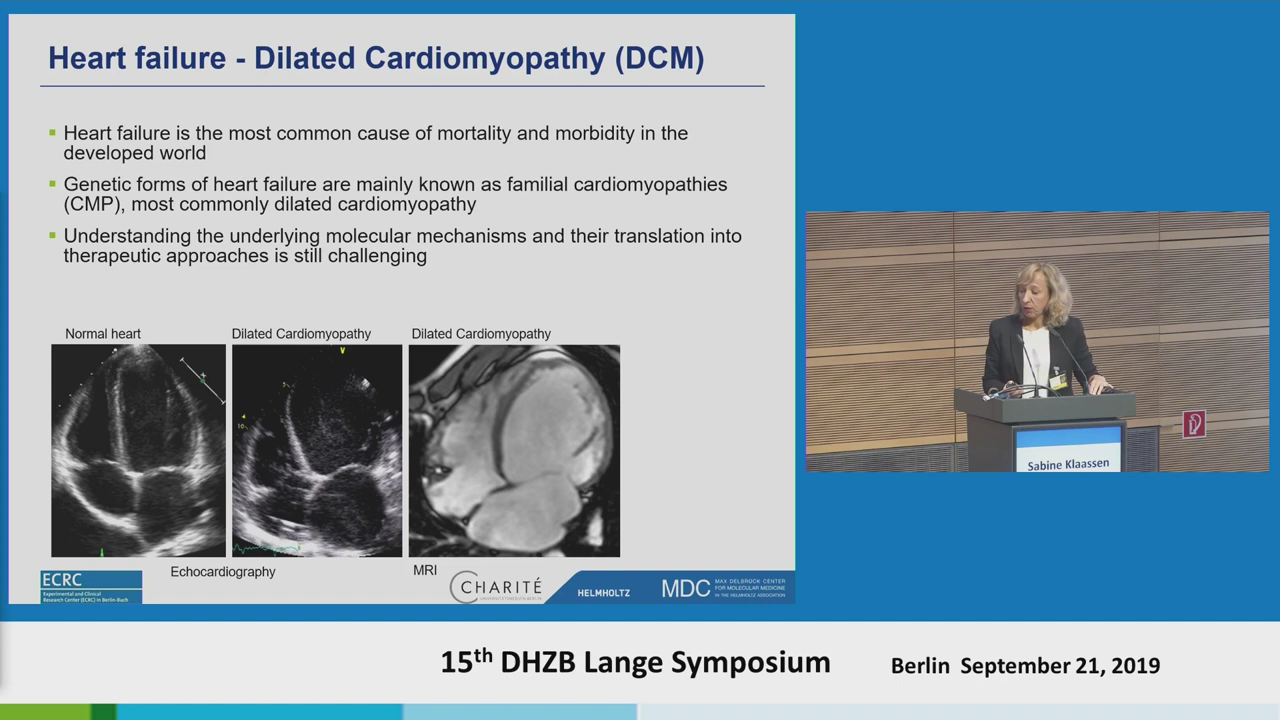 Heart failure - Dilated Cardiomyopathy (DCM)
Heart failure is the most common cause of mortality and morbidity in the
developed world
Genetic forms of heart failure are mainly known as familial cardiomyopathies
(CMP), most commonly dilated cardiomyopathy
Understanding the underlying molecular mechanisms and their translation into
therapeutic approaches is still challenging
Normal heart
Dilated Cardiomyopathy
Dilated Cardiomyopathy
V
5
10
Echocardiography
MRI
ECRC
Experimental and Clinical
Research Center (ECRC) in Berlin-Buch
CHARITÉ
UNIVERSITÄTSMEDIZIN BERLIN
HELMHOLTZ
MDC
MAX DELBRÜCK CENTER
FOR MOLECULAR MEDICINE
IN THE HELMHOLTZ ASSOCIATION
Sabine Klaassen
15th DHZB Lange Symposium
Berlin September 21, 2019